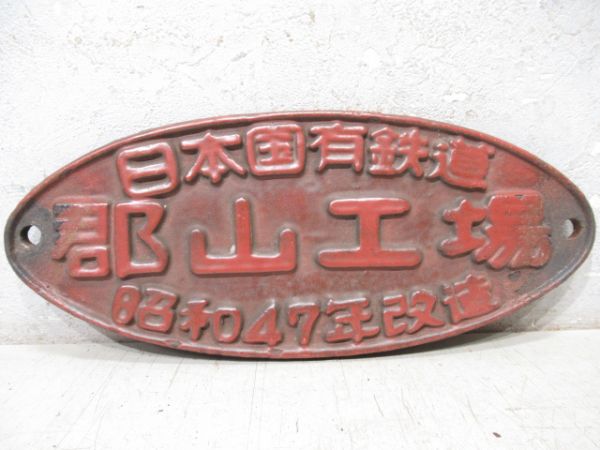 日本国有鉄道
郡山工場
昭和47年改造